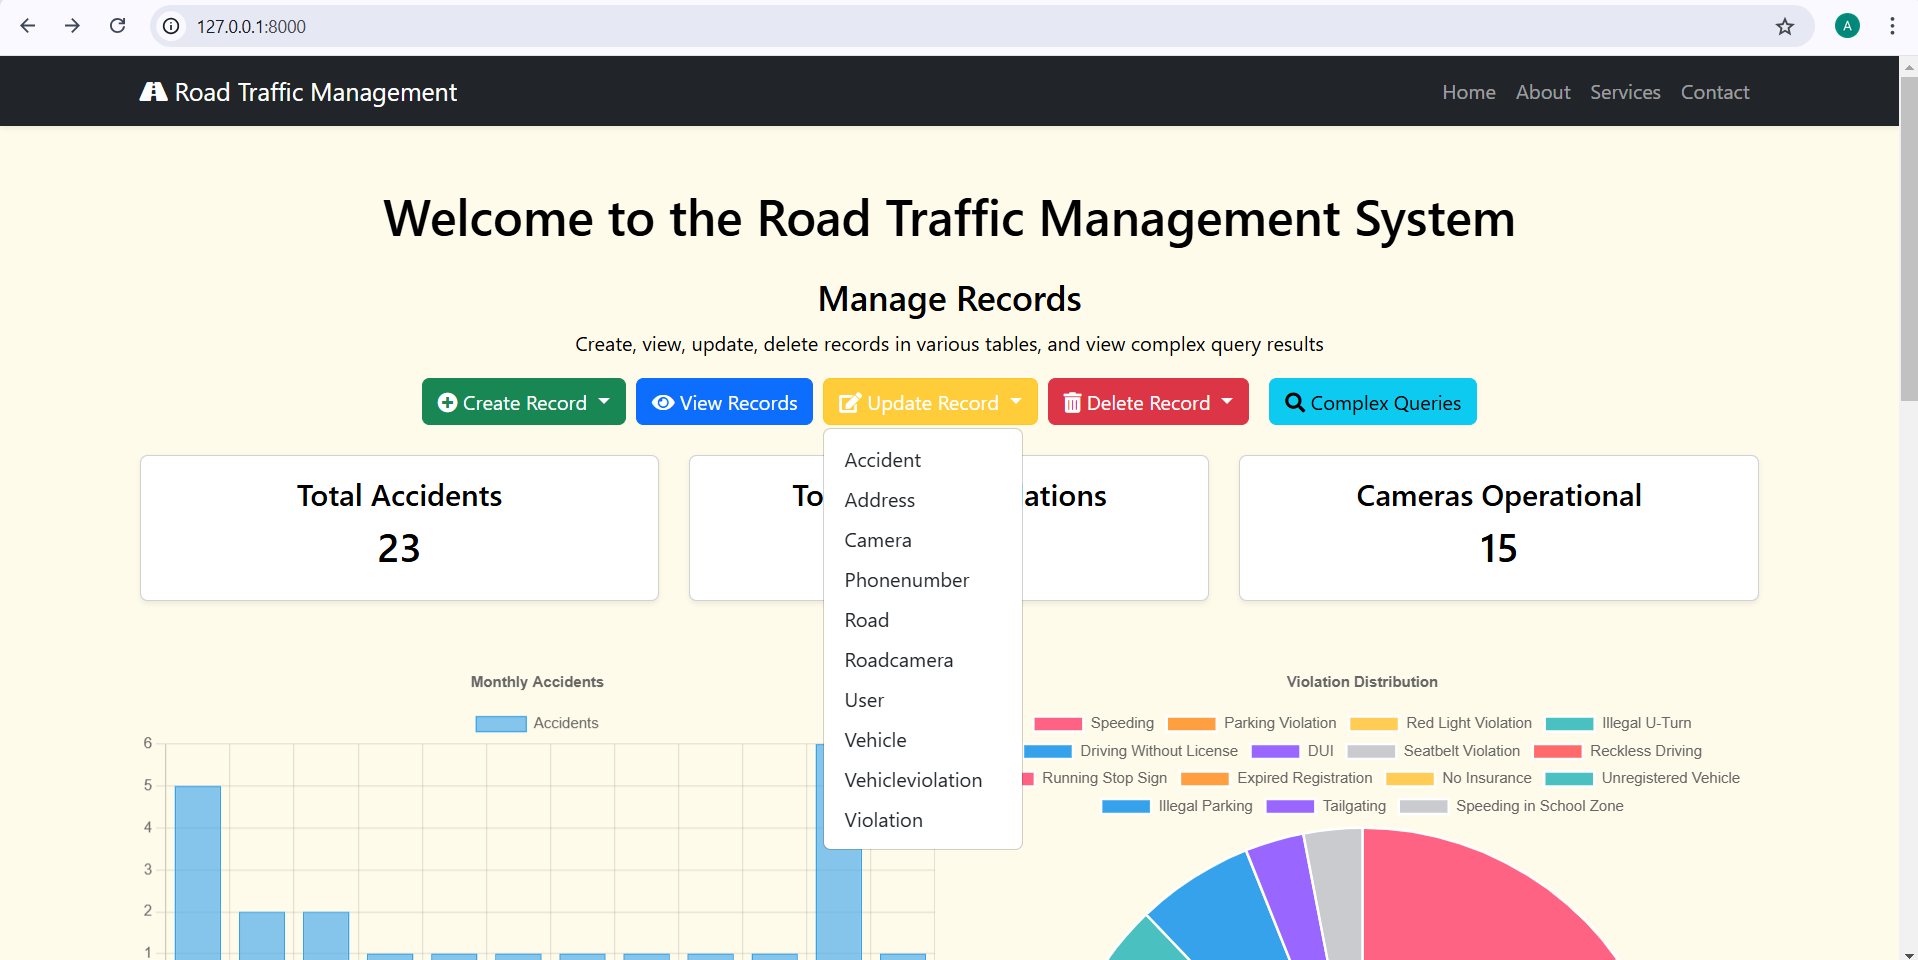 127.0.0.1:8000
A
Road Traffic Management
Home About Services Contact
Welcome to the Road Traffic Management System
Manage Records
Create, view, update, delete records in various tables, and view complex query results
Create Record View Records Update Record Delete Record Complex Queries
Accident
Address
Camera
Phonenumber
Road
Roadcamera
User
Vehicle
Vehicleviolation
Violation
Total Accidents
23
Cameras Operational
15
Monthly Accidents
Accidents
6
5
4
3
2
1
Violation Distribution
Speeding Parking Violation Red Light Violation Illegal U-Turn
Driving Without License DUI Seatbelt Violation Reckless Driving
Running Stop Sign Expired Registration No Insurance Unregistered Vehicle
Illegal Parking Tailgating Speeding in School Zone